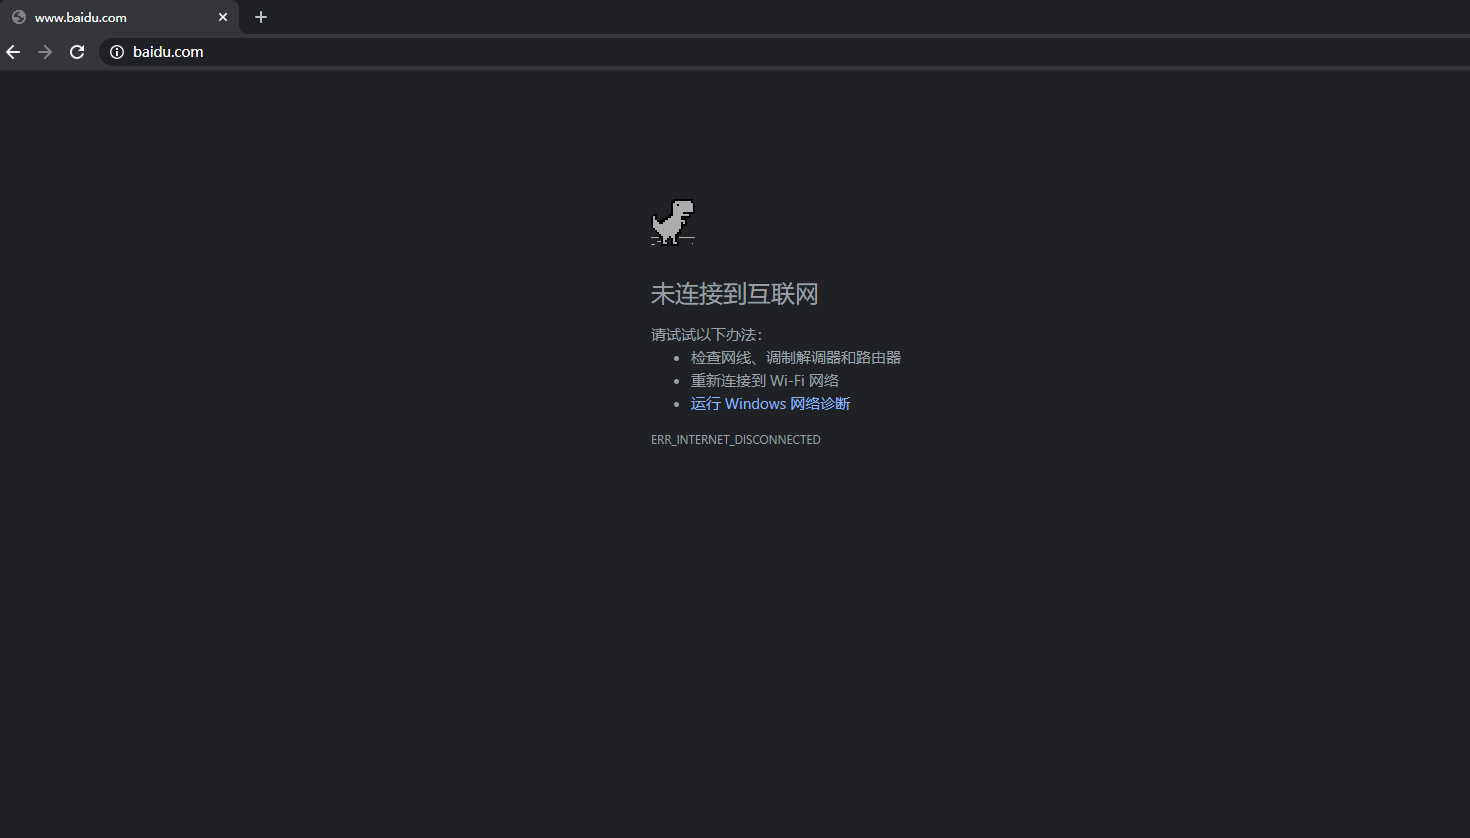 www.baidu.com
baidu.com
未连接到互联网
请试试以下办法：
检查网线、调制解调器和路由器
重新连接到 Wi-Fi 网络
运行 Windows 网络诊断
ERR_INTERNET_DISCONNECTED